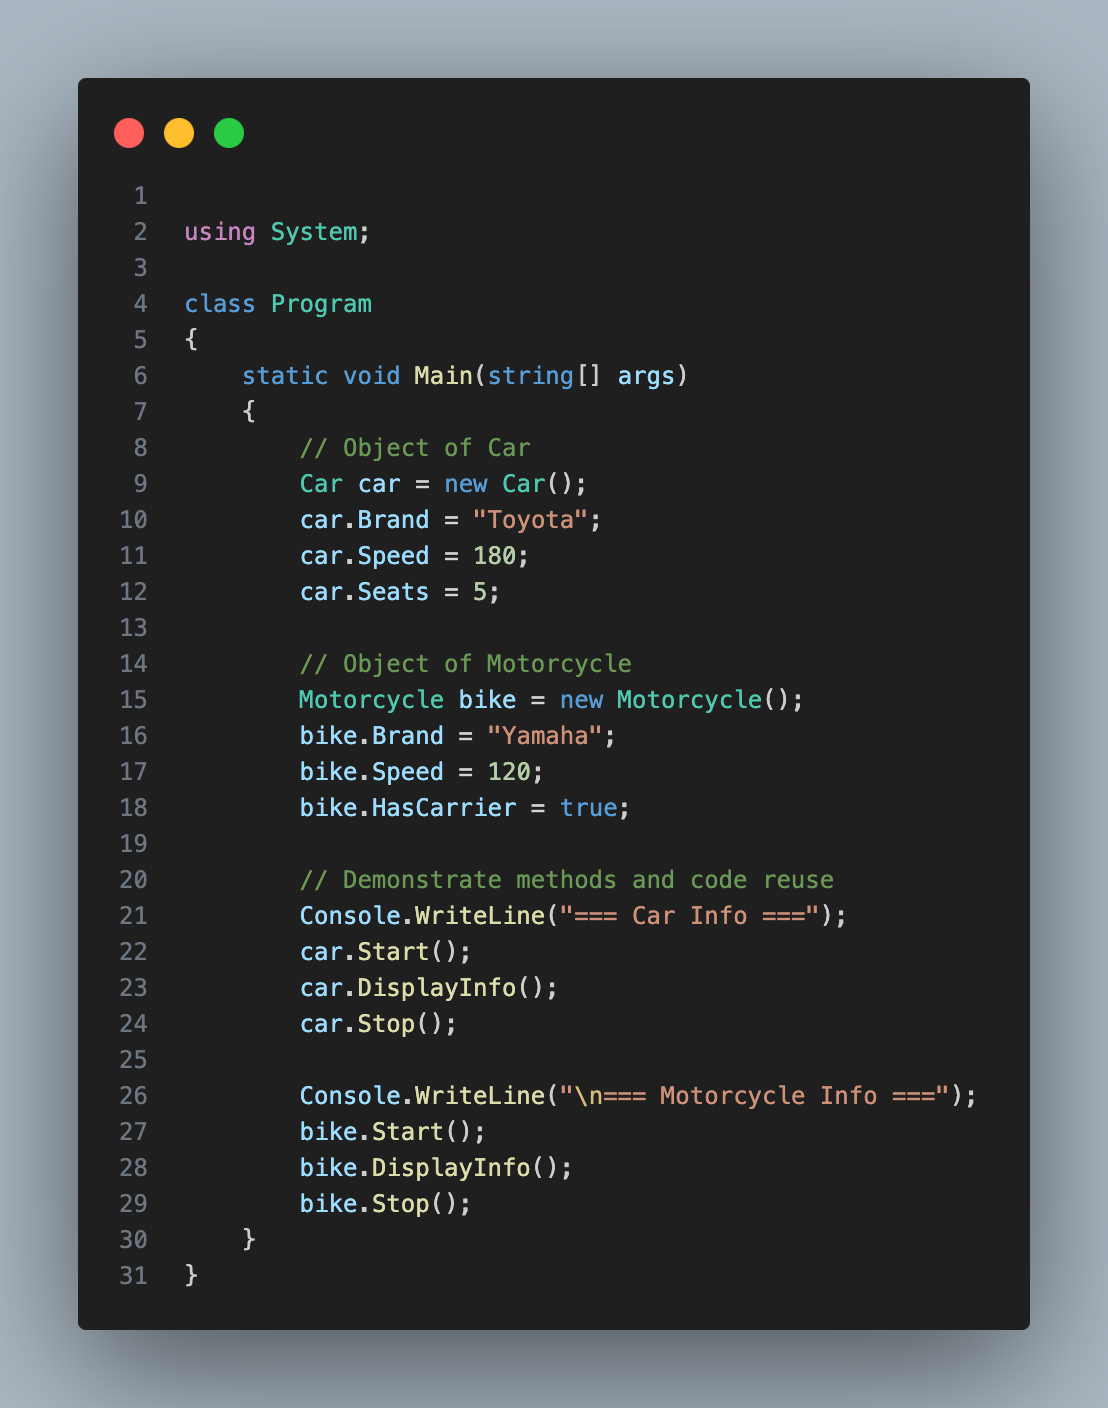 1
2 using System;
3
4 class Program
5 {
6     static void Main(string[] args)
7     {
8         // Object of Car
9         Car car = new Car();
10         car.Brand = "Toyota";
11         car.Speed = 180;
12         car.Seats = 5;
13
14         // Object of Motorcycle
15         Motorcycle bike = new Motorcycle();
16         bike.Brand = "Yamaha";
17         bike.Speed = 120;
18         bike.HasCarrier = true;
19
20         // Demonstrate methods and code reuse
21         Console.WriteLine("=== Car Info ===");
22         car.Start();
23         car.DisplayInfo();
24         car.Stop();
25
26         Console.WriteLine("\n=== Motorcycle Info ===");
27         bike.Start();
28         bike.DisplayInfo();
29         bike.Stop();
30     }
31 }